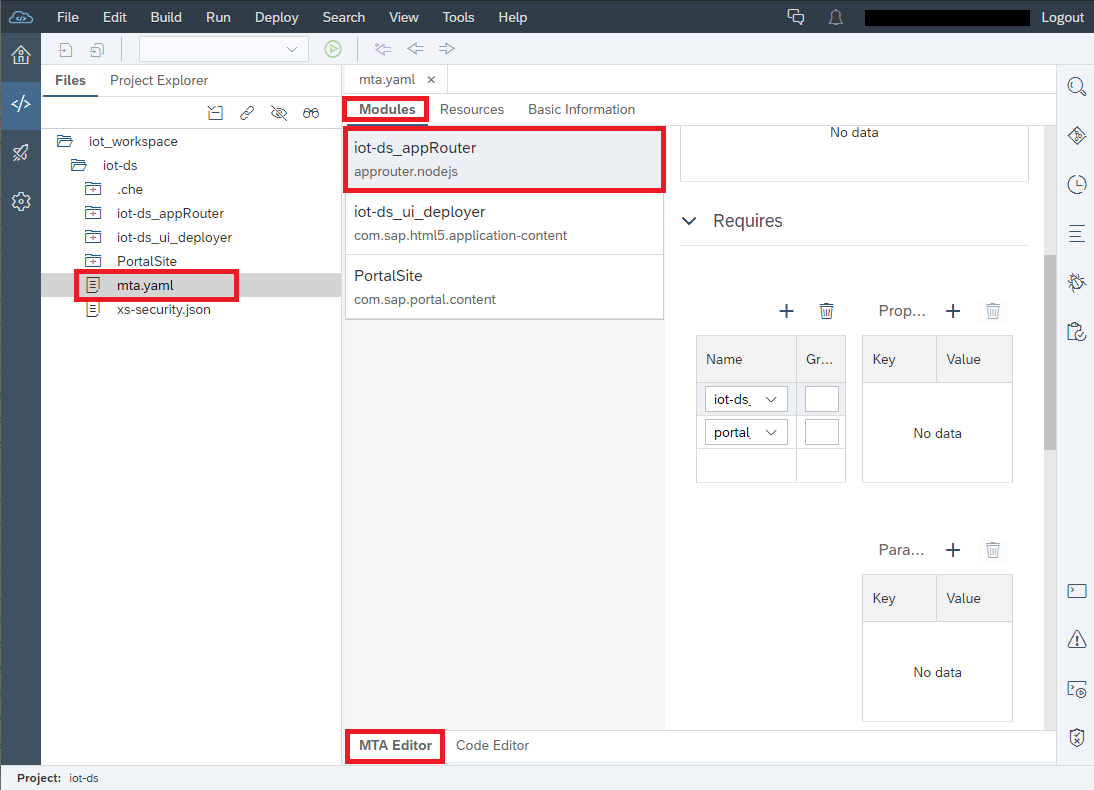 File Edit Build Run Deploy Search View Tools Help Logout
Files Project Explorer
mta.yaml ×
Modules Resources Basic Information
iot_workspace
iot-ds
.che
iot-ds_appRouter
iot-ds_ui_deployer
PortalSite
mta.yaml
xs-security.json
iot-ds_appRouter
approuter.nodejs
iot-ds_ui_deployer
com.sap.html5.application-content
PortalSite
com.sap.portal.content
No data
Requires
Prop...
Name Gr...
iot-ds_
portal_
Key Value
No data
Para...
Key Value
No data
MTA Editor Code Editor
Project: iot-ds